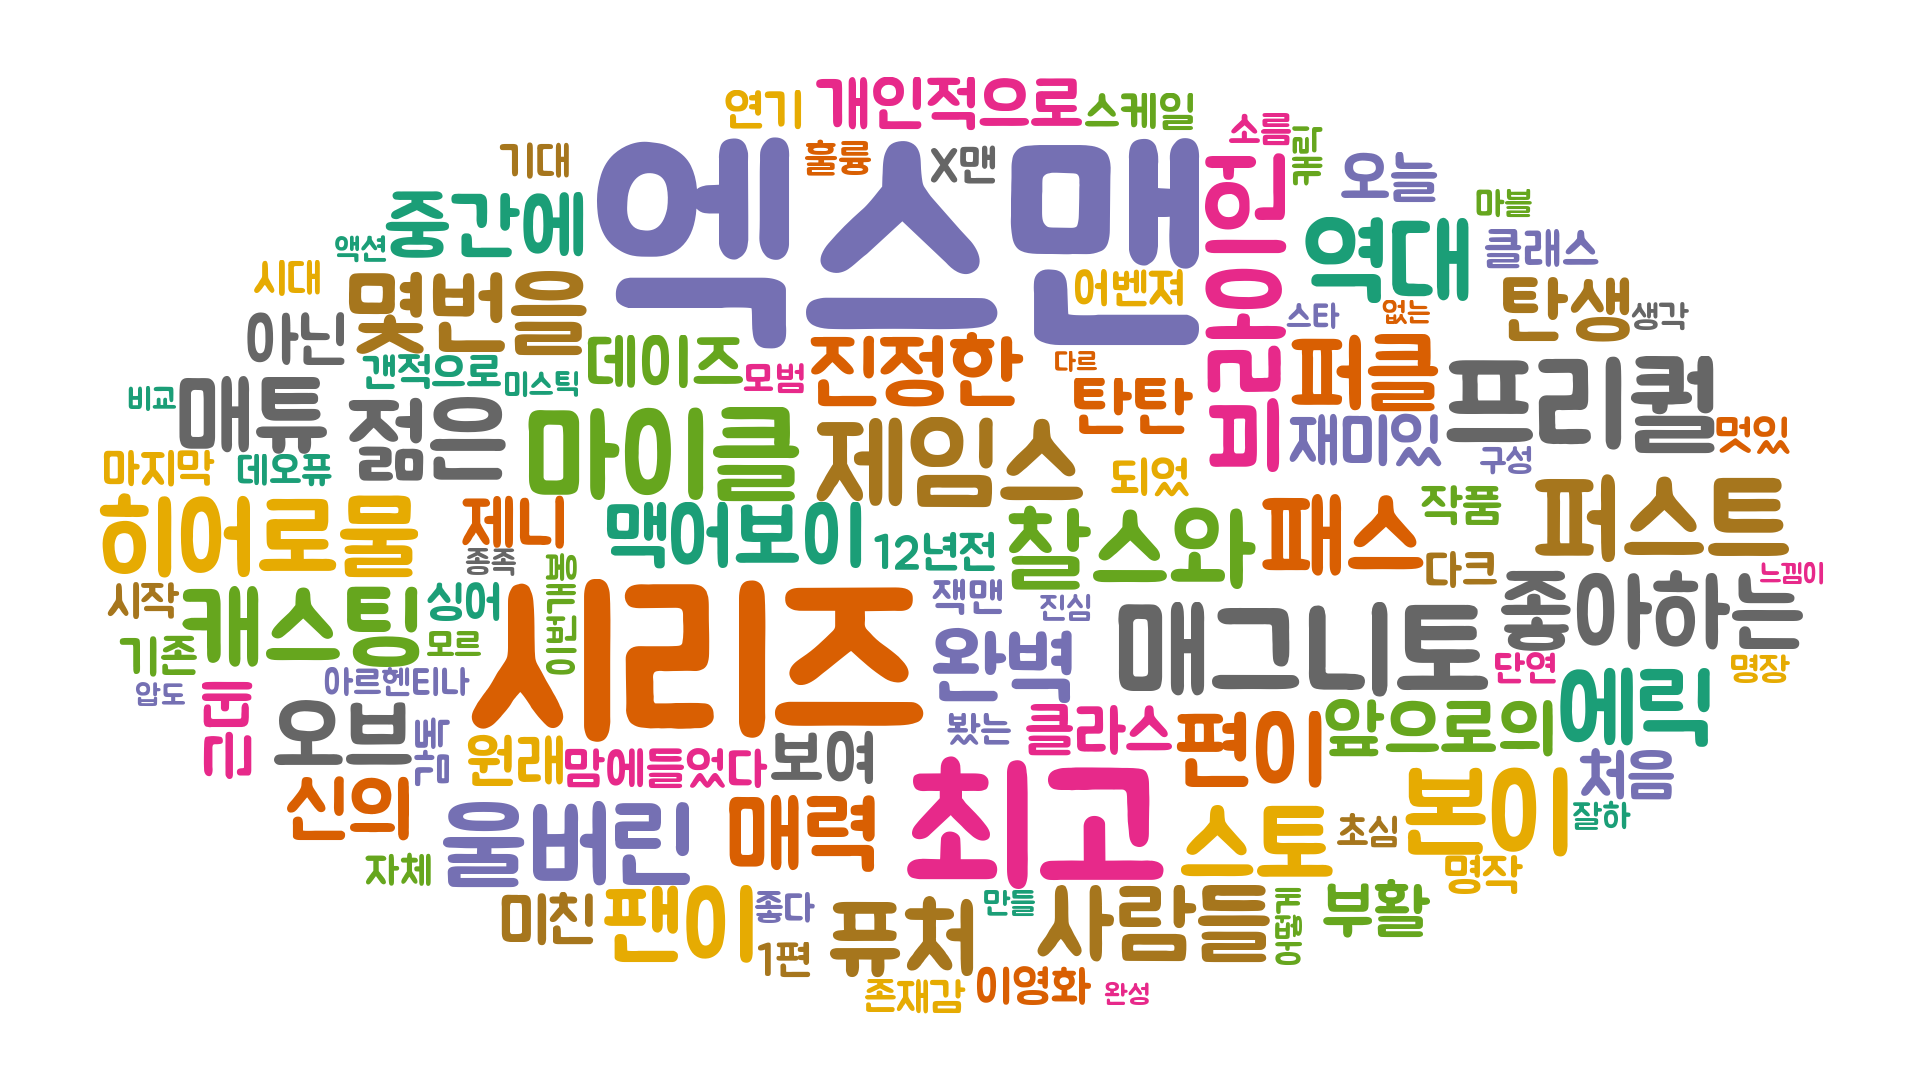 연기 개인적으로 스케일
소름
기대 훌륭 X맨
엑스맨
오늘
중간에
역대
마블
액션
클래스
시대 몇번을
어벤져
탄생
아닌
스타 없는 생각
데이즈 진정한 퍼클 프리퀄
갠적으로 미스틱 모범 다르
비교 매튜 젊은
탄탄
마이클 제임스
비라이언
재미있
멋있
마지막 데오퓨
되었
구성
히어로물 제니 맥어보이 12년전 찰스와 패스 작품 퍼스트
종족
다크
느낌이
시작 캐스팅 싱어
잭맨 진심
좋아하는
시리즈
매그니토
기존 모르
완벽
단연 명장
압도 아르헨티나
에릭
오브
봤는 클라스 편이 앞으로의
원래 맘에들었다 보여
처음
신의
최고
본이
울버린 매력
스토 초심
잘하
자체
명작
미친 팬이 좋다 퓨처 만들 사람들 부활
1편
존재감 이영화 완성